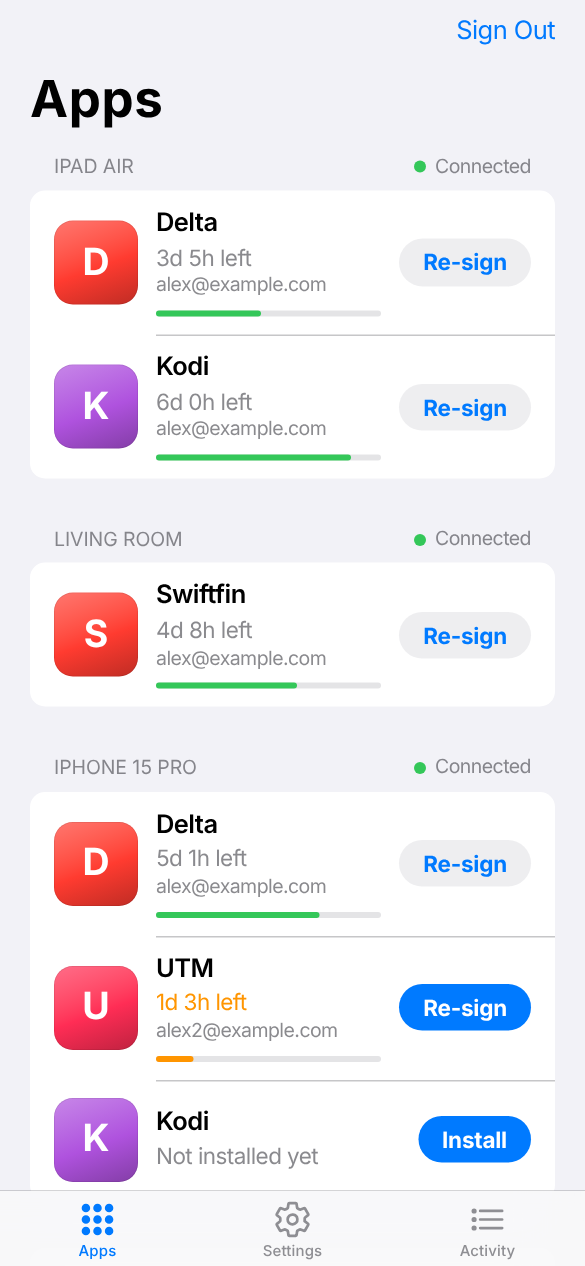 Sign Out
Apps
IPAD AIR
Connected
D
Delta
3d 5h left
alex@example.com
Re-sign
K
Kodi
6d 0h left
alex@example.com
Re-sign
LIVING ROOM
Connected
S
Swiftfin
4d 8h left
alex@example.com
Re-sign
IPHONE 15 PRO
Connected
D
Delta
5d 1h left
alex@example.com
Re-sign
U
UTM
1d 3h left
alex2@example.com
Re-sign
K
Kodi
Not installed yet
Install
Apps
Settings
Activity